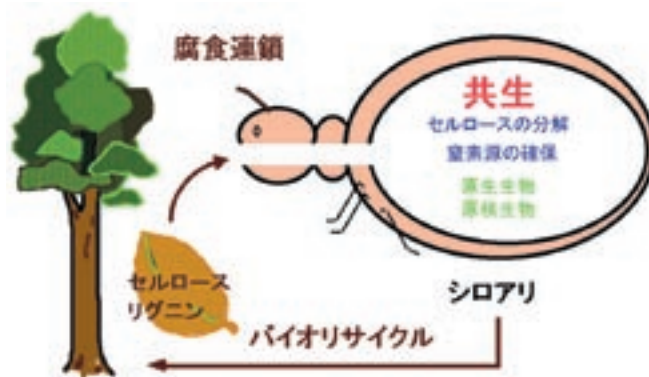 腐食連鎖
共生
セルロースの分解
窒素源の確保
原生生物
原核生物
セルロース
リグニン
シロアリ
バイオリサイクル